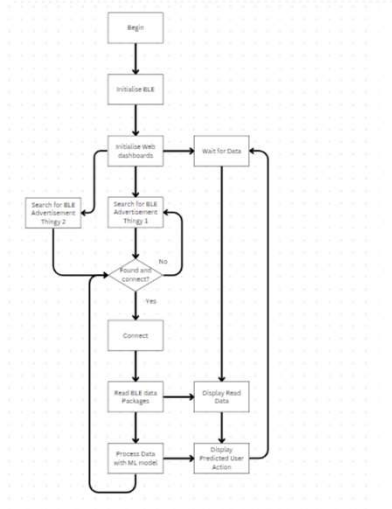 Begin
Initialise BLE
Initialise Web
dashboards
Wait for Data
Search for BLE
Advertisement
Thingy 2
Search for BLE
Advertisement
Thingy 1
No
Found and
connect?
Yes
Connect
Read BLE data
Packages
Display Read
Data
Process Data
with ML model
Display
Predicted User
Action